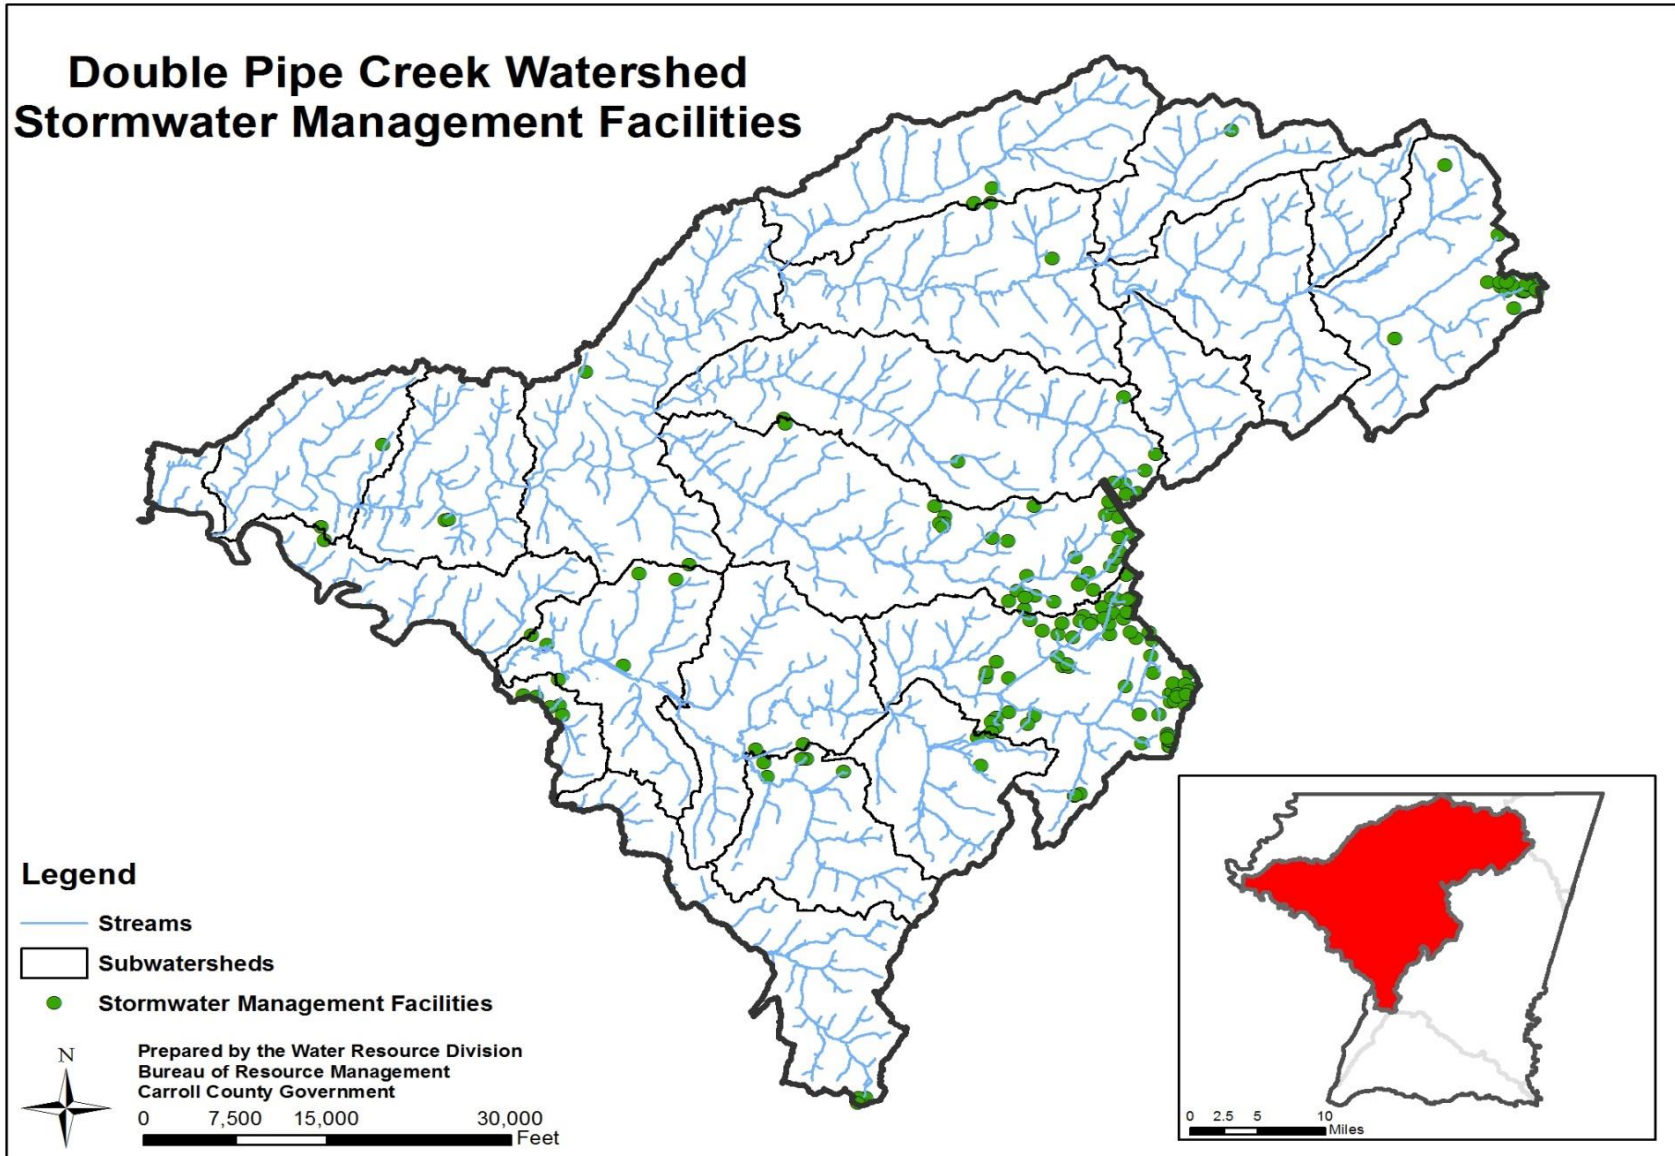 Double Pipe Creek Watershed
Stormwater Management Facilities
Legend
Streams
Subwatersheds
Stormwater Management Facilities
N
Prepared by the Water Resource Division
Bureau of Resource Management
Carroll County Government
0 7,500 15,000 30,000
Feet
0 2.5 5 10
Miles